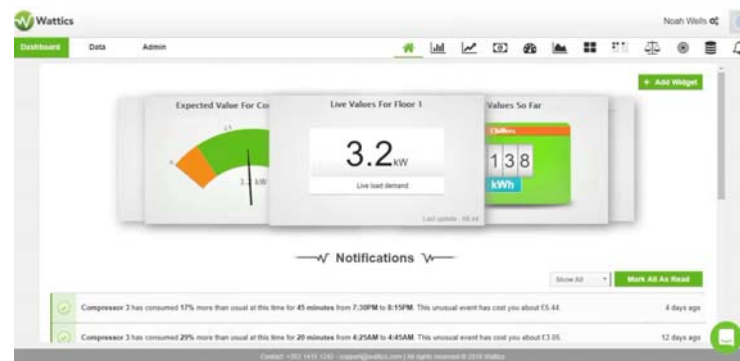 Wattics
Noah Wells
Dashboard Data Admin
+ Add Widget
Expected Value For Co
Live Values For Floor 1
Values So Far
Chillers
3.2 kW
138
kWh
Live load demand
Notifications
Show All
Mark All As Read
Compressor 3 has consumed 17% more than usual at this time for 45 minutes from 7:30PM to 8:15PM. This unusual event has cost you about £5.44. 4 days ago
Compressor 3 has consumed 29% more than usual at this time for 20 minutes from 4:25AM to 4:45AM. This unusual event has cost you about £3.05. 12 days ago